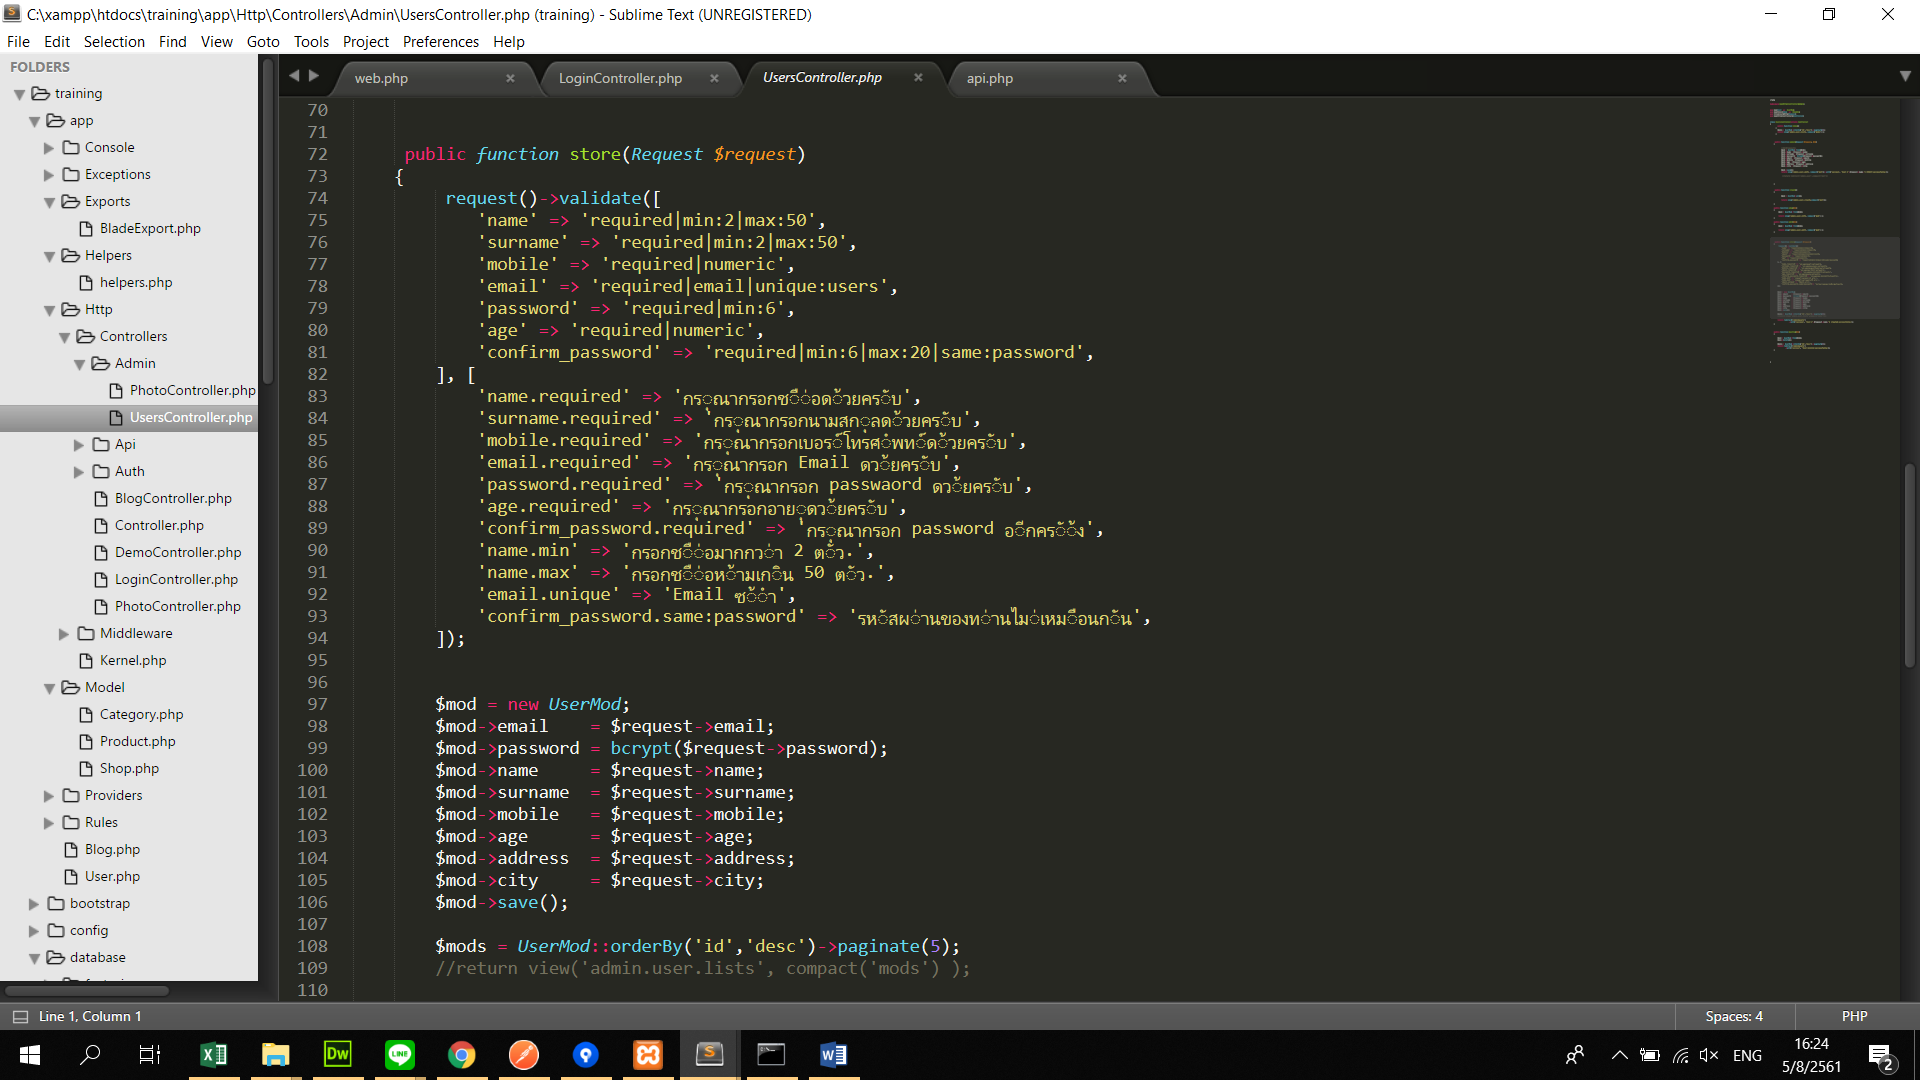 C:\xampp\htdocs\training\app\Http\Controllers\Admin\UsersController.php (training) - Sublime Text (UNREGISTERED)
File Edit Selection Find View Goto Tools Project Preferences Help
FOLDERS
training
app
Console
Exceptions
Exports
BladeExport.php
Helpers
helpers.php
Http
Controllers
Admin
PhotoController.php
UsersController.php
Api
Auth
BlogController.php
Controller.php
DemoController.php
LoginController.php
PhotoController.php
Middleware
Kernel.php
Model
Category.php
Product.php
Shop.php
Providers
Rules
Blog.php
User.php
bootstrap
config
database
web.php LoginController.php UsersController.php api.php
70
71
72 public function store(Request $request)
73 {
74 request()->validate([
75 'name' => 'required|min:2|max:50',
76 'surname' => 'required|min:2|max:50',
77 'mobile' => 'required|numeric',
78 'email' => 'required|email|unique:users',
79 'password' => 'required|min:6',
80 'age' => 'required|numeric',
81 'confirm_password' => 'required|min:6|max:20|same:password',
82 ], [
83 'name.required' => 'กรุณากรอกชื่อด้วยครับ',
84 'surname.required' => 'กรุณากรอกนามสกุลด้วยครับ',
85 'mobile.required' => 'กรุณากรอกเบอร์โทรศํพท์ด้วยครับ',
86 'email.required' => 'กรุณากรอก Email ดว้ยครับ',
87 'password.required' => 'กรุณากรอก passwaord ดว้ยครับ',
88 'age.required' => 'กรุณากรอกอายุดว้ยครับ',
89 'confirm_password.required' => 'กรุณากรอก password อีกครั้ง',
90 'name.min' => 'กรอกชื่อมากกว่า 2 ตั่ว.',
91 'name.max' => 'กรอกชื่อห้ามเกิน 50 ตัว.',
92 'email.unique' => 'Email ซ้ำ',
93 'confirm_password.same:password' => 'รหัสผ่านของท่านไม่เหมือนกัน',
94 ]);
95
96
97 $mod = new UserMod;
98 $mod->email = $request->email;
99 $mod->password = bcrypt($request->password);
100 $mod->name = $request->name;
101 $mod->surname = $request->surname;
102 $mod->mobile = $request->mobile;
103 $mod->age = $request->age;
104 $mod->address = $request->address;
105 $mod->city = $request->city;
106 $mod->save();
107
108 $mods = UserMod::orderBy('id','desc')->paginate(5);
109 //return view('admin.user.lists', compact('mods') );
110
Line 1, Column 1 Spaces: 4 PHP
ENG 16:24
5/8/2561
2